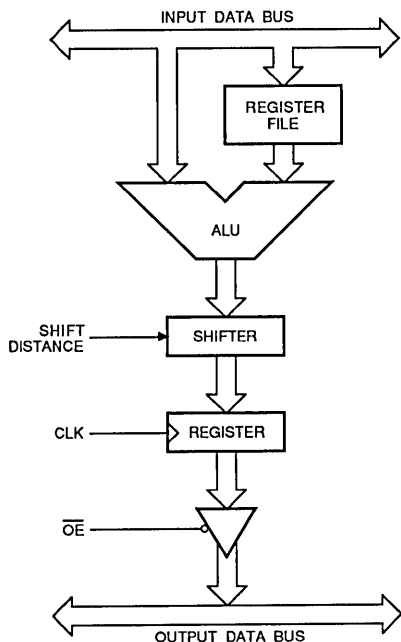 INPUT DATA BUS
REGISTER
FILE
ALU
SHIFT
DISTANCE
SHIFTER
CLK
REGISTER
OE
OUTPUT DATA BUS